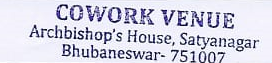 COWORK VENUE
Archbishop's House, Satyanagar
Bhubaneswar- 751007